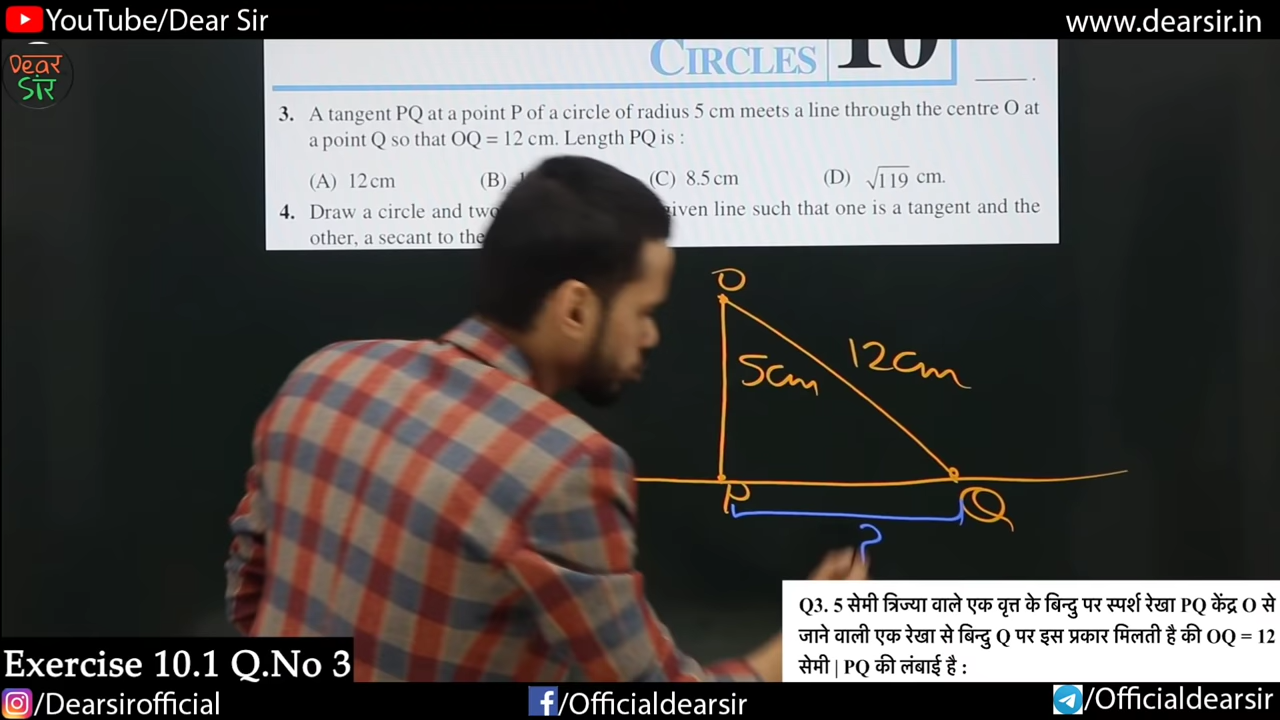 YouTube/Dear Sir
www.dearsir.in
Dear
सर
CIRCLES 10
3. A tangent PQ at a point P of a circle of radius 5 cm meets a line through the centre O at
a point Q so that OQ = 12 cm. Length PQ is :
(A) 12 cm (B) (C) 8.5 cm (D) √119 cm.
4. Draw a circle and two given line such that one is a tangent and the
other, a secant to the
O
5cm
12cm
P
Q
?
Q3. 5 सेमी त्रिज्या वाले एक वृत्त के बिन्दु पर स्पर्श रेखा PQ केंद्र O से
जाने वाली एक रेखा से बिन्दु Q पर इस प्रकार मिलती है की OQ = 12
सेमी | PQ की लंबाई है :
Exercise 10.1 Q.No 3
/Dearsirofficial
/Officialdearsir
/Officialdearsir